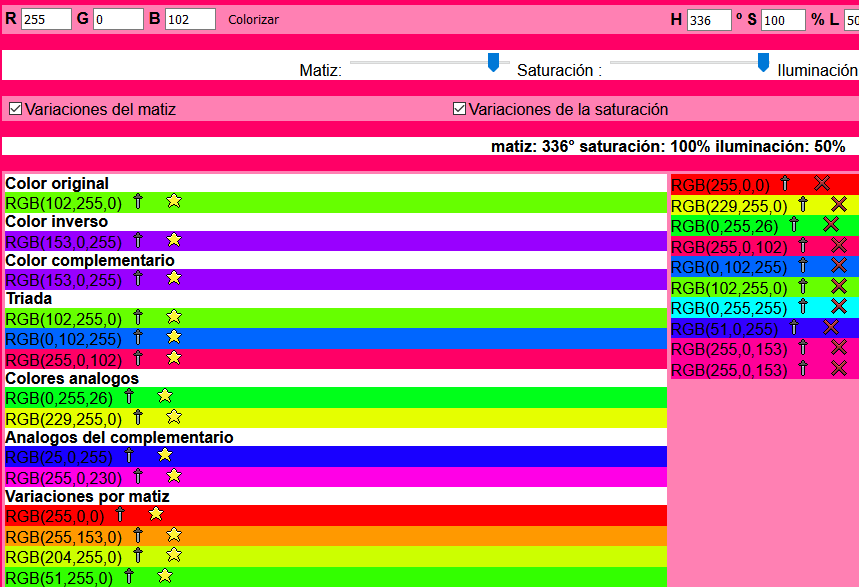 R 255 G 0 B 102 Colorizar H 336 º S 100 % L 50
Matiz: Saturación : Iluminación
Variaciones del matiz Variaciones de la saturación
matiz: 336° saturación: 100% iluminación: 50%
Color original
RGB(102,255,0)
Color inverso
RGB(153,0,255)
Color complementario
RGB(153,0,255)
Triada
RGB(102,255,0)
RGB(0,102,255)
RGB(255,0,102)
Colores analogos
RGB(0,255,26)
RGB(229,255,0)
Analogos del complementario
RGB(25,0,255)
RGB(255,0,230)
Variaciones por matiz
RGB(255,0,0)
RGB(255,153,0)
RGB(204,255,0)
RGB(51,255,0)
RGB(255,0,0)
RGB(229,255,0)
RGB(0,255,26)
RGB(255,0,102)
RGB(0,102,255)
RGB(102,255,0)
RGB(0,255,255)
RGB(51,0,255)
RGB(255,0,153)
RGB(255,0,153)